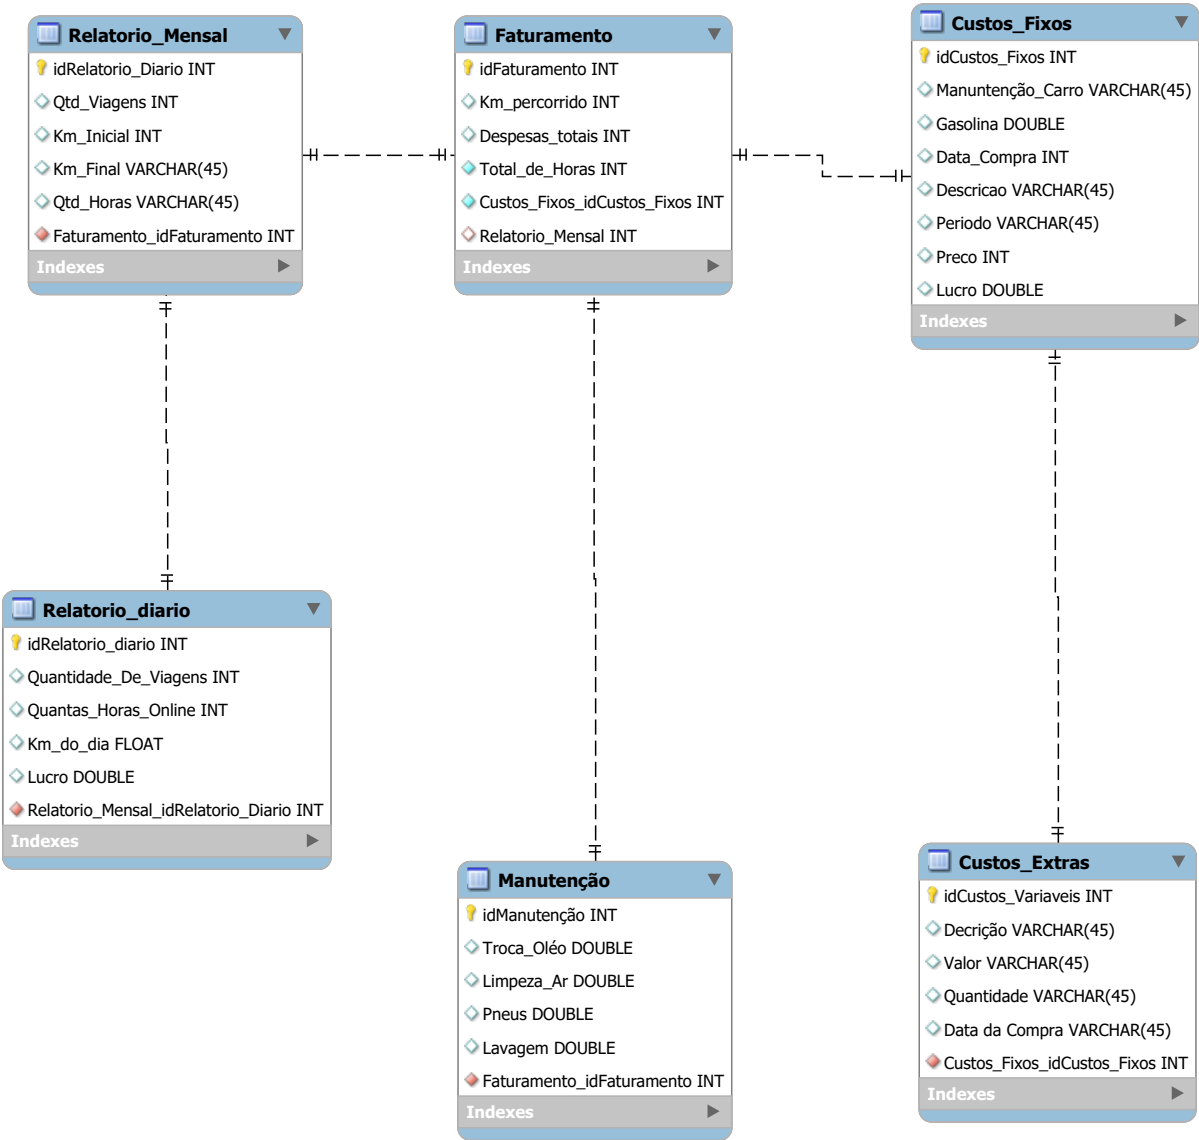 Relatorio_Mensal
idRelatorio_Diario INT
Qtd_Viagens INT
Km_Inicial INT
Km_Final VARCHAR(45)
Qtd_Horas VARCHAR(45)
Faturamento_idFaturamento INT
Indexes
Faturamento
idFaturamento INT
Km_percorrido INT
Despesas_totais INT
Total_de_Horas INT
Custos_Fixos_idCustos_Fixos INT
Relatorio_Mensal INT
Indexes
Custos_Fixos
idCustos_Fixos INT
Manuntenção_Carro VARCHAR(45)
Gasolina DOUBLE
Data_Compra INT
Descricao VARCHAR(45)
Periodo VARCHAR(45)
Preco INT
Lucro DOUBLE
Indexes
Relatorio_diario
idRelatorio_diario INT
Quantidade_De_Viagens INT
Quantas_Horas_Online INT
Km_do_dia FLOAT
Lucro DOUBLE
Relatorio_Mensal_idRelatorio_Diario INT
Indexes
Manutenção
idManutenção INT
Troca_Oléo DOUBLE
Limpeza_Ar DOUBLE
Pneus DOUBLE
Lavagem DOUBLE
Faturamento_idFaturamento INT
Indexes
Custos_Extras
idCustos_Variaveis INT
Decrição VARCHAR(45)
Valor VARCHAR(45)
Quantidade VARCHAR(45)
Data da Compra VARCHAR(45)
Custos_Fixos_idCustos_Fixos INT
Indexes